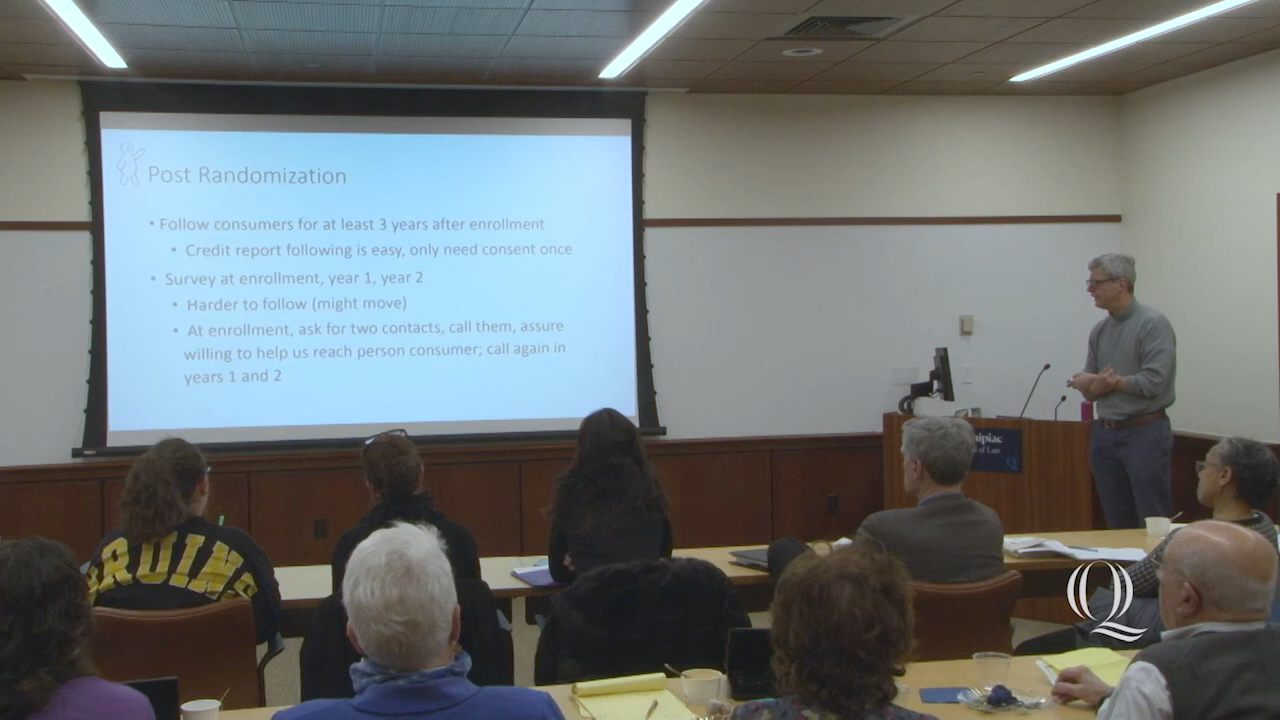 Post Randomization
• Follow consumers for at least 3 years after enrollment
• Credit report following is easy, only need consent once
• Survey at enrollment, year 1, year 2
• Harder to follow (might move)
• At enrollment, ask for two contacts, call them, assure
willing to help us reach person consumer; call again in
years 1 and 2
of Law
BRUINS
Q